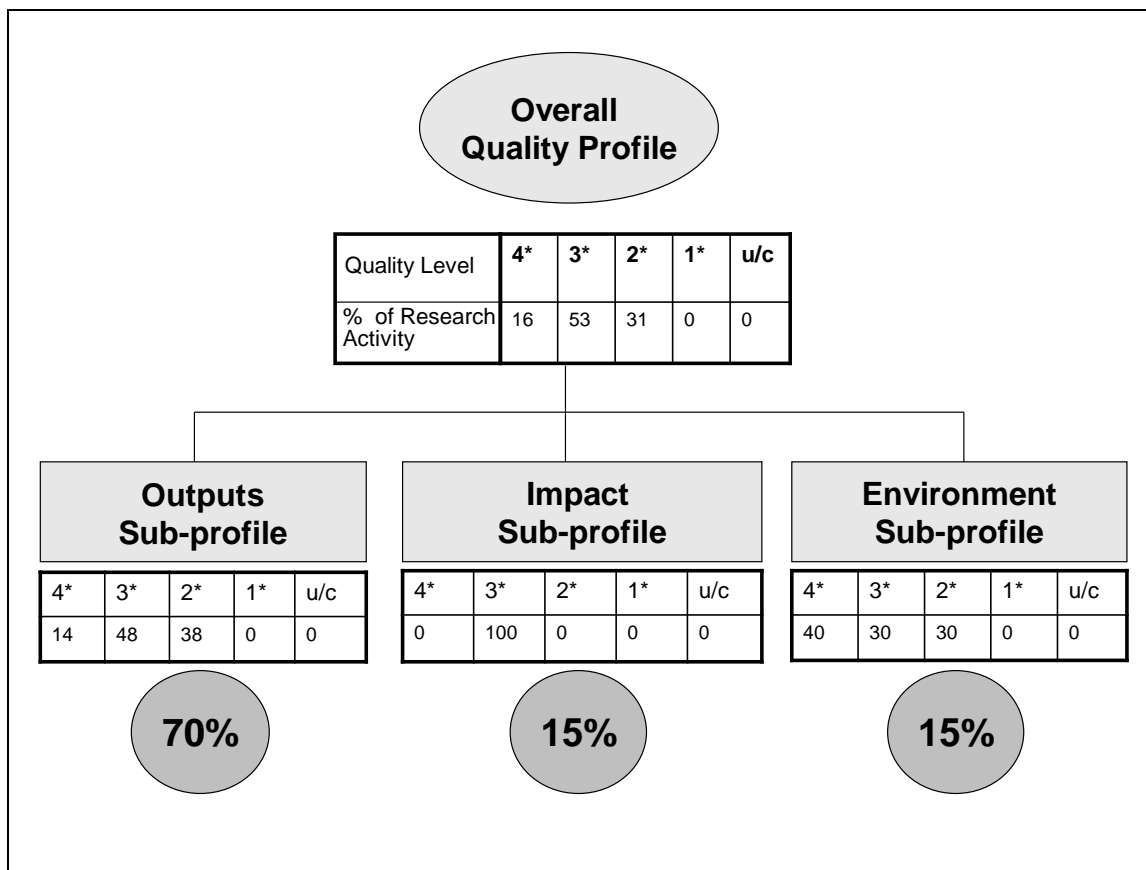 Overall
Quality Profile
Quality Level 4* 3* 2* 1* u/c
% of Research
Activity 16 53 31 0 0
Outputs
Sub-profile
4* 3* 2* 1* u/c
14 48 38 0 0
70%
Impact
Sub-profile
4* 3* 2* 1* u/c
0 100 0 0 0
15%
Environment
Sub-profile
4* 3* 2* 1* u/c
40 30 30 0 0
15%